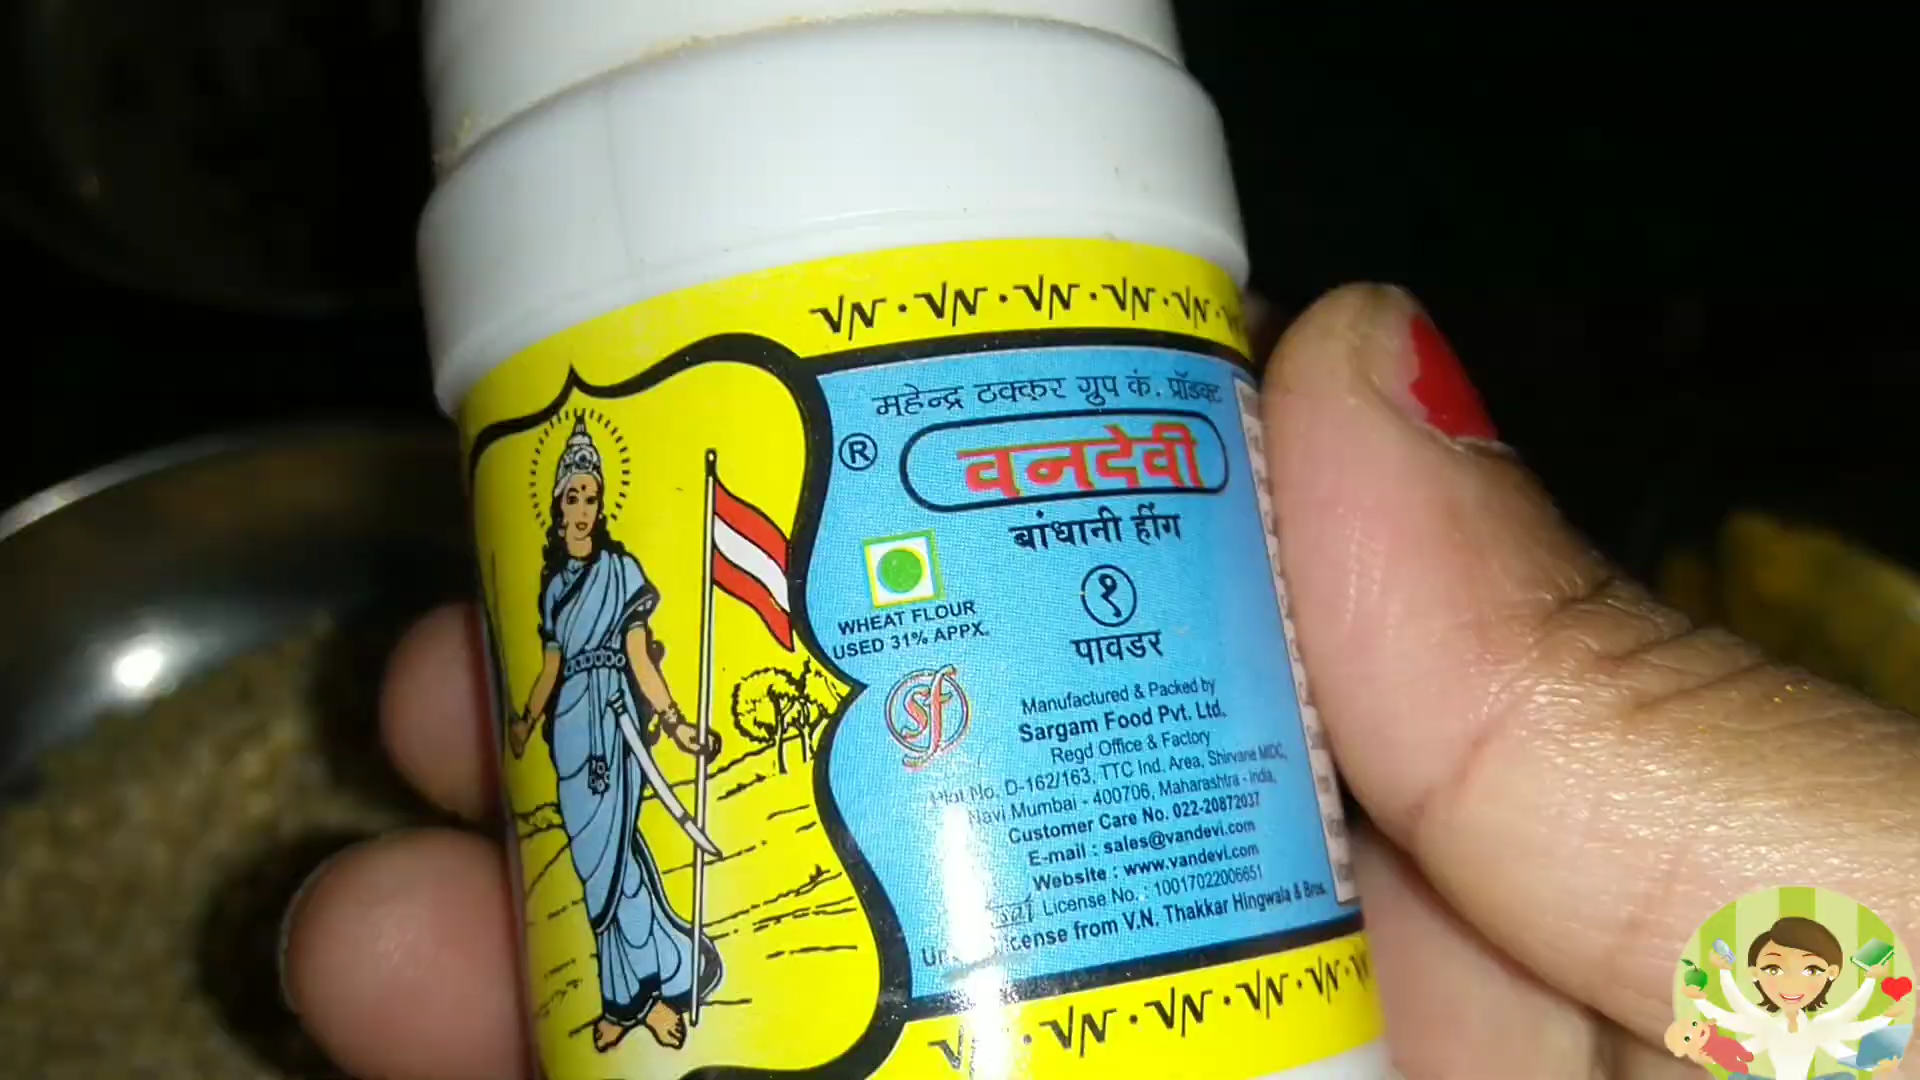 VN · VN · VN · VN · VN ·
महेन्द्र ठक्कर ग्रुप कं. प्रॉडक्ट
®
वनदेवी
बांधानी हींग
१
पावडर
WHEAT FLOUR
USED 31% APPX.
sf
Manufactured & Packed by
Sargam Food Pvt. Ltd.
Regd Office & Factory
Plot No. D-162/163, TTC Ind. Area, Shirvane MIDC,
Navi Mumbai - 400706, Maharashtra - India,
Customer Care No. 022-20872037
E-mail : sales@vandevi.com
Website : www.vandevi.com
License No. : 10017022006651
from V.N. Thakkar Hingwala & Bros.
· VN · VN · VN · VN ·